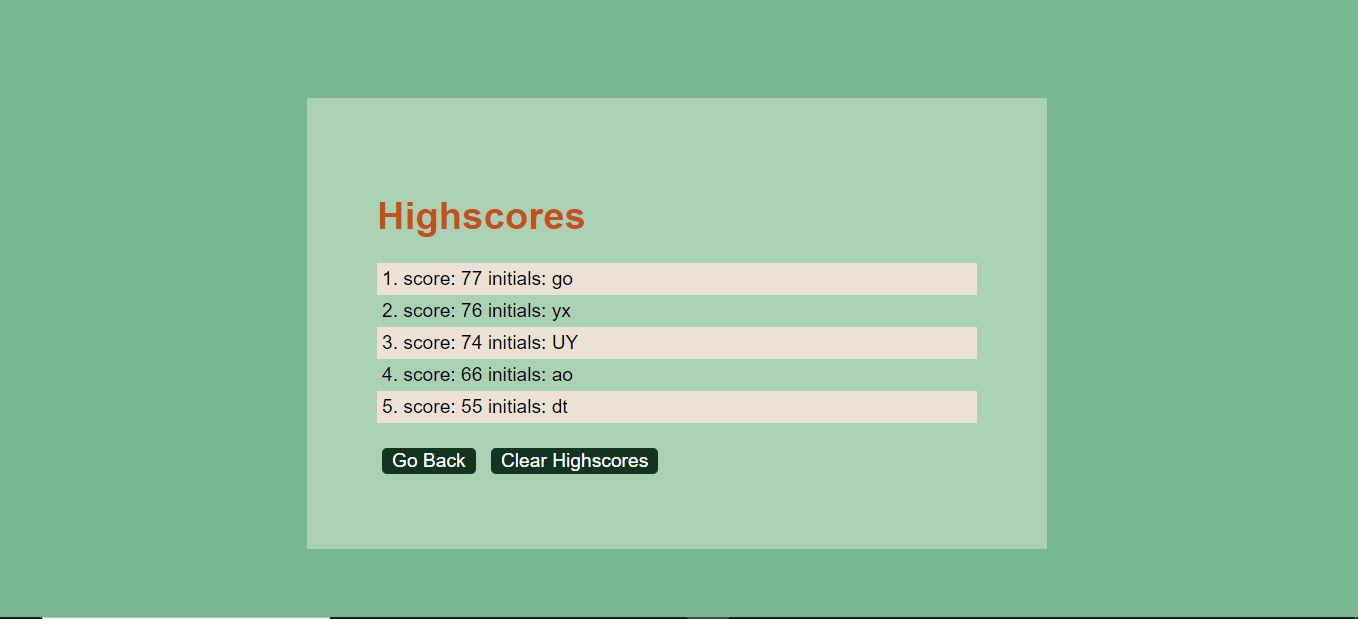 Highscores
1. score: 77 initials: go
2. score: 76 initials: yx
3. score: 74 initials: UY
4. score: 66 initials: ao
5. score: 55 initials: dt
Go Back Clear Highscores